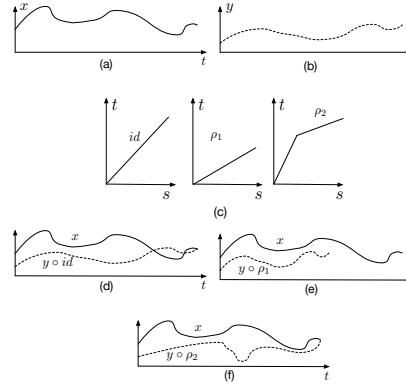 x
t
(a)
y
(b)
t
id
s
t
ρ₁
s
t
ρ₂
s
(c)
x
y ∘ id
t
(d)
x
y ∘ ρ₁
(e)
x
y ∘ ρ₂
t
(f)